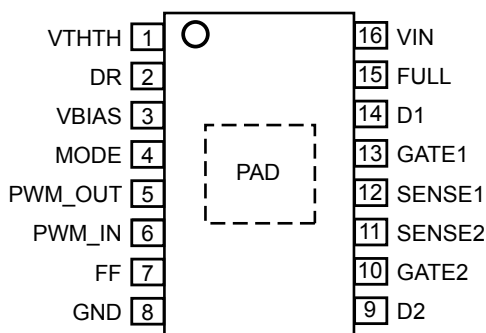 VTHTH 1
DR 2
VBIAS 3
MODE 4
PWM_OUT 5
PWM_IN 6
FF 7
GND 8
PAD
16 VIN
15 FULL
14 D1
13 GATE1
12 SENSE1
11 SENSE2
10 GATE2
9 D2